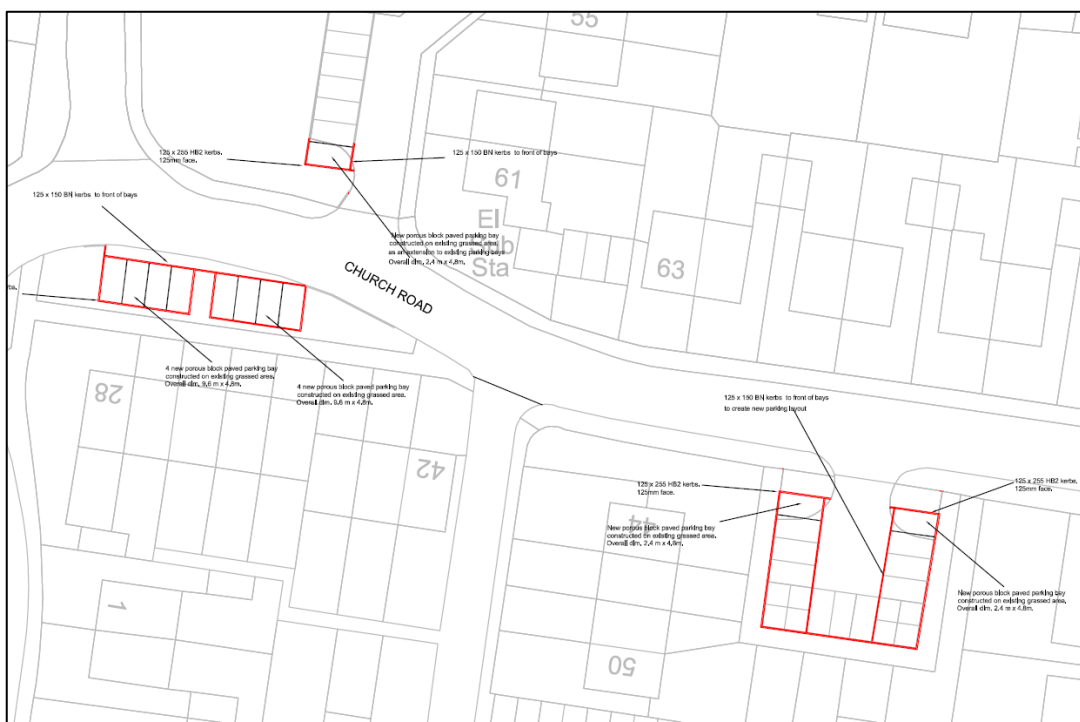 55
125 x 255 HB2 kerbs.
125mm face.
125 x 150 BN kerbs to front of bays
61
125 x 150 BN kerbs to front of bays
El
Sta
New porous block paved parking bay
constructed on existing grassed area
as an extension to existing parking bays
Overall dim. 2.4 m x 4.8m.
63
CHURCH ROAD
4 new porous block paved parking bay
constructed on existing grassed area.
Overall dim. 9.6 m x 4.8m.
4 new porous block paved parking bay
constructed on existing grassed area.
Overall dim. 9.6 m x 4.8m.
28
42
125 x 150 BN kerbs to front of bays
to create new parking layout
125 x 255 HB2 kerbs.
125mm face.
125 x 255 HB2 kerbs.
125mm face.
44
New porous block paved parking bay
constructed on existing grassed area.
Overall dim. 2.4 m x 4.8m.
New porous block paved parking bay
constructed on existing grassed area.
Overall dim. 2.4 m x 4.8m.
1
50